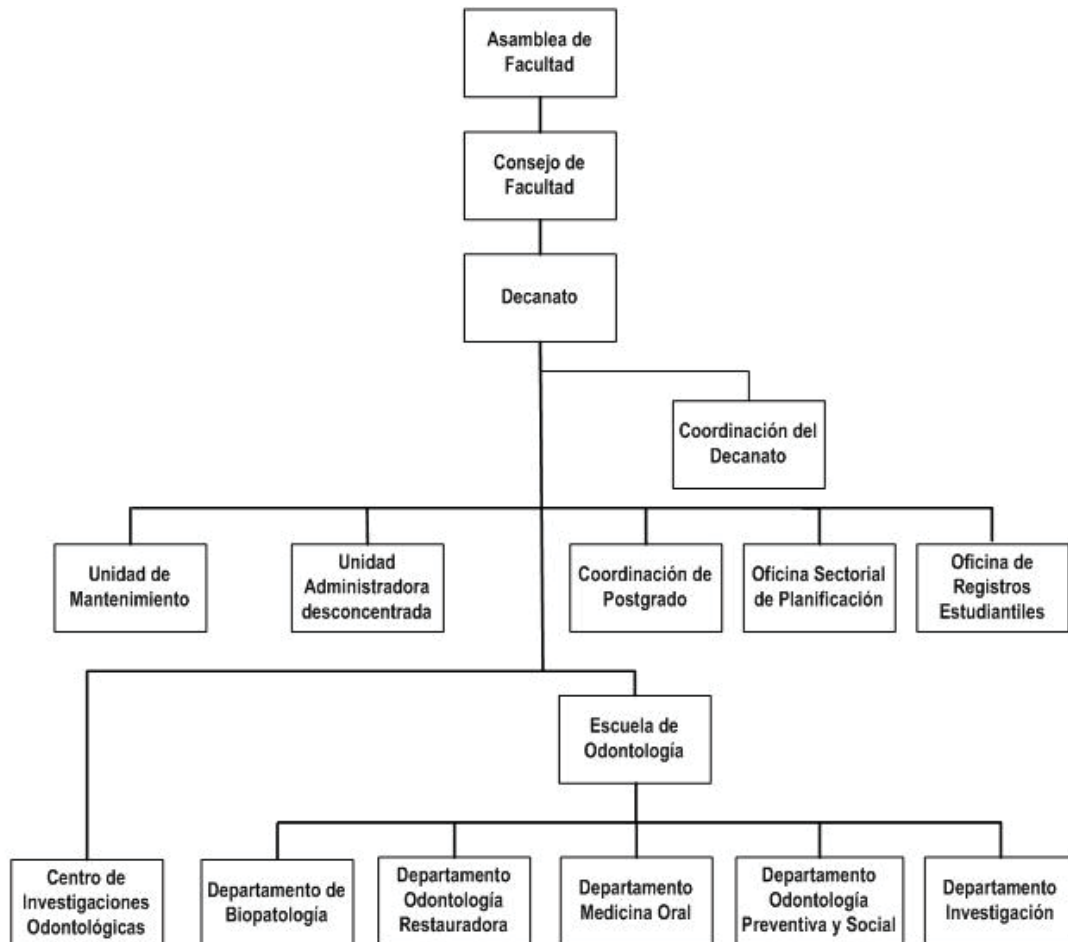 Asamblea de
Facultad
Consejo de
Facultad
Decanato
Coordinación del
Decanato
Unidad de
Mantenimiento
Unidad
Administradora
desconcentrada
Coordinación de
Postgrado
Oficina Sectorial
de Planificación
Oficina de
Registros
Estudiantiles
Escuela de
Odontología
Centro de
Investigaciones
Odontológicas
Departamento de
Biopatología
Departamento
Odontología
Restauradora
Departamento
Medicina Oral
Departamento
Odontología
Preventiva y Social
Departamento
Investigación